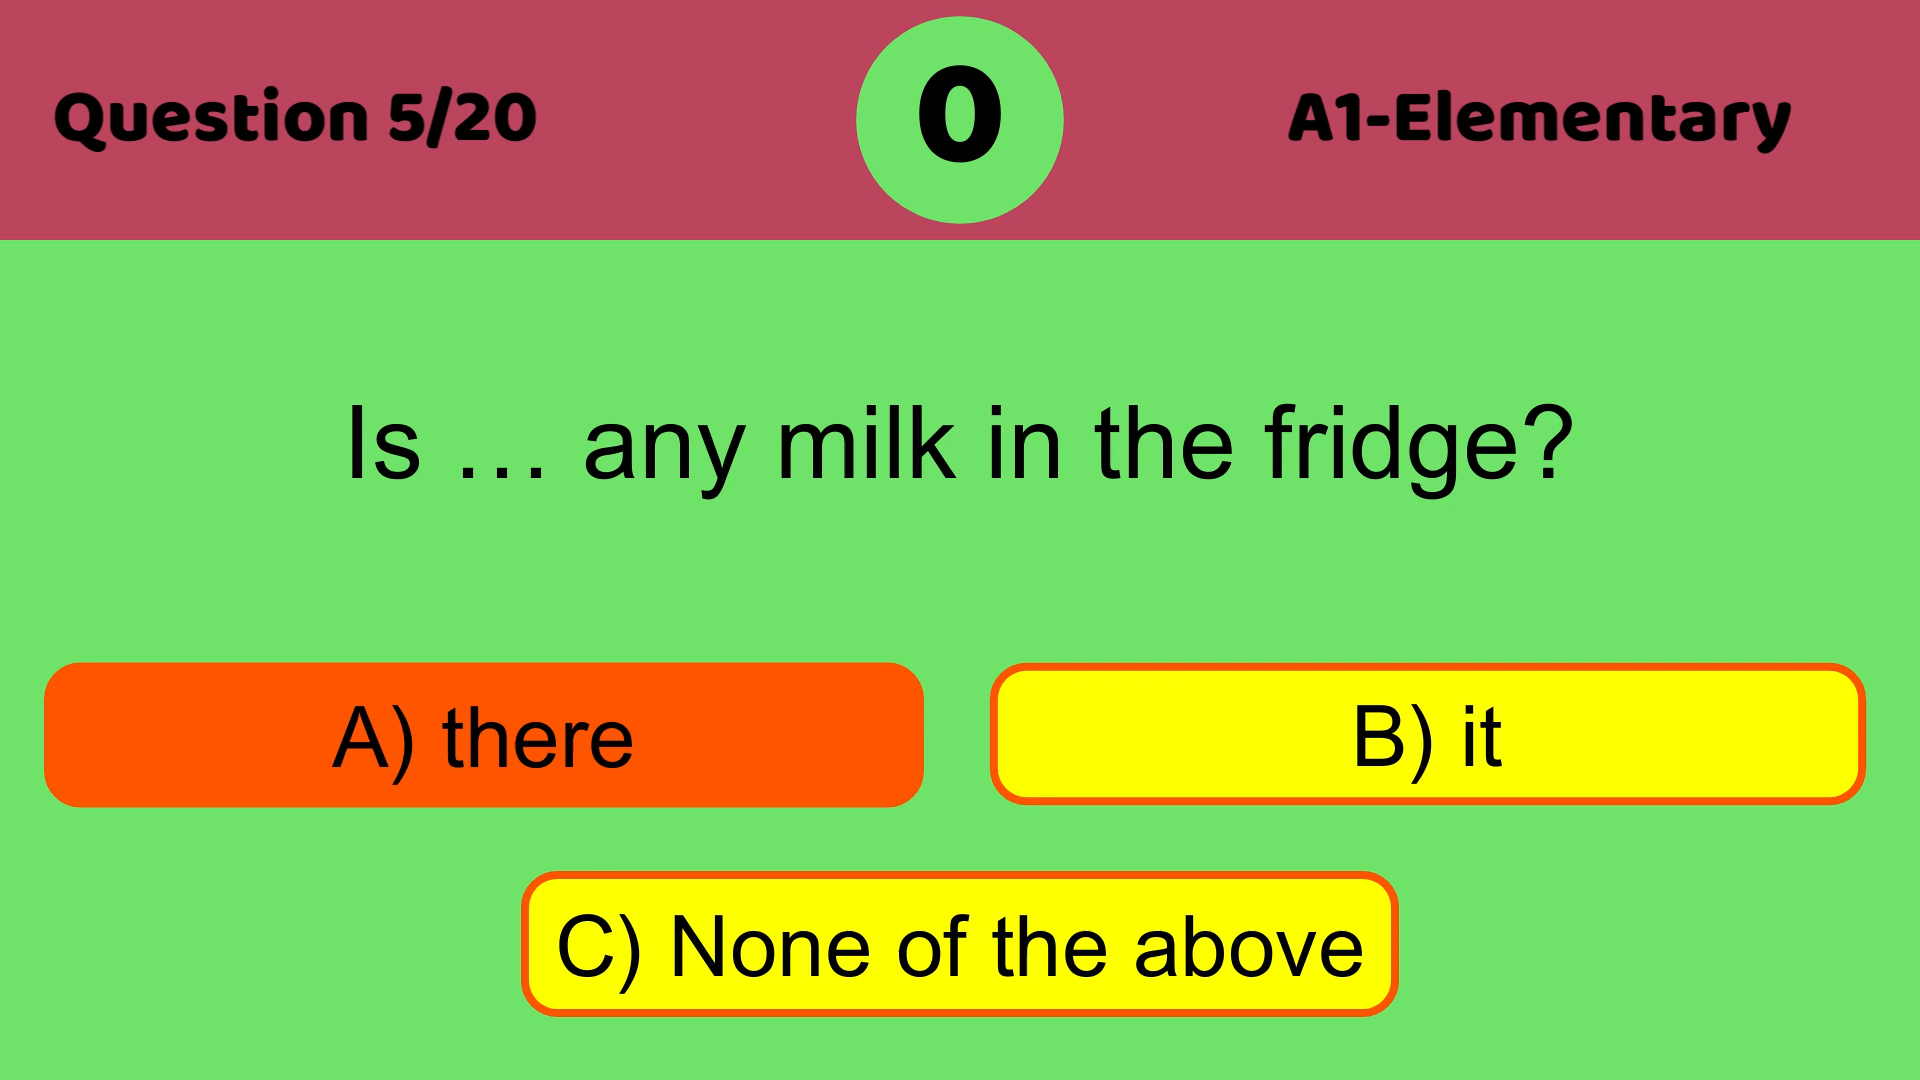 Question 5/20
0
A1-Elementary
Is … any milk in the fridge?
A) there
B) it
C) None of the above